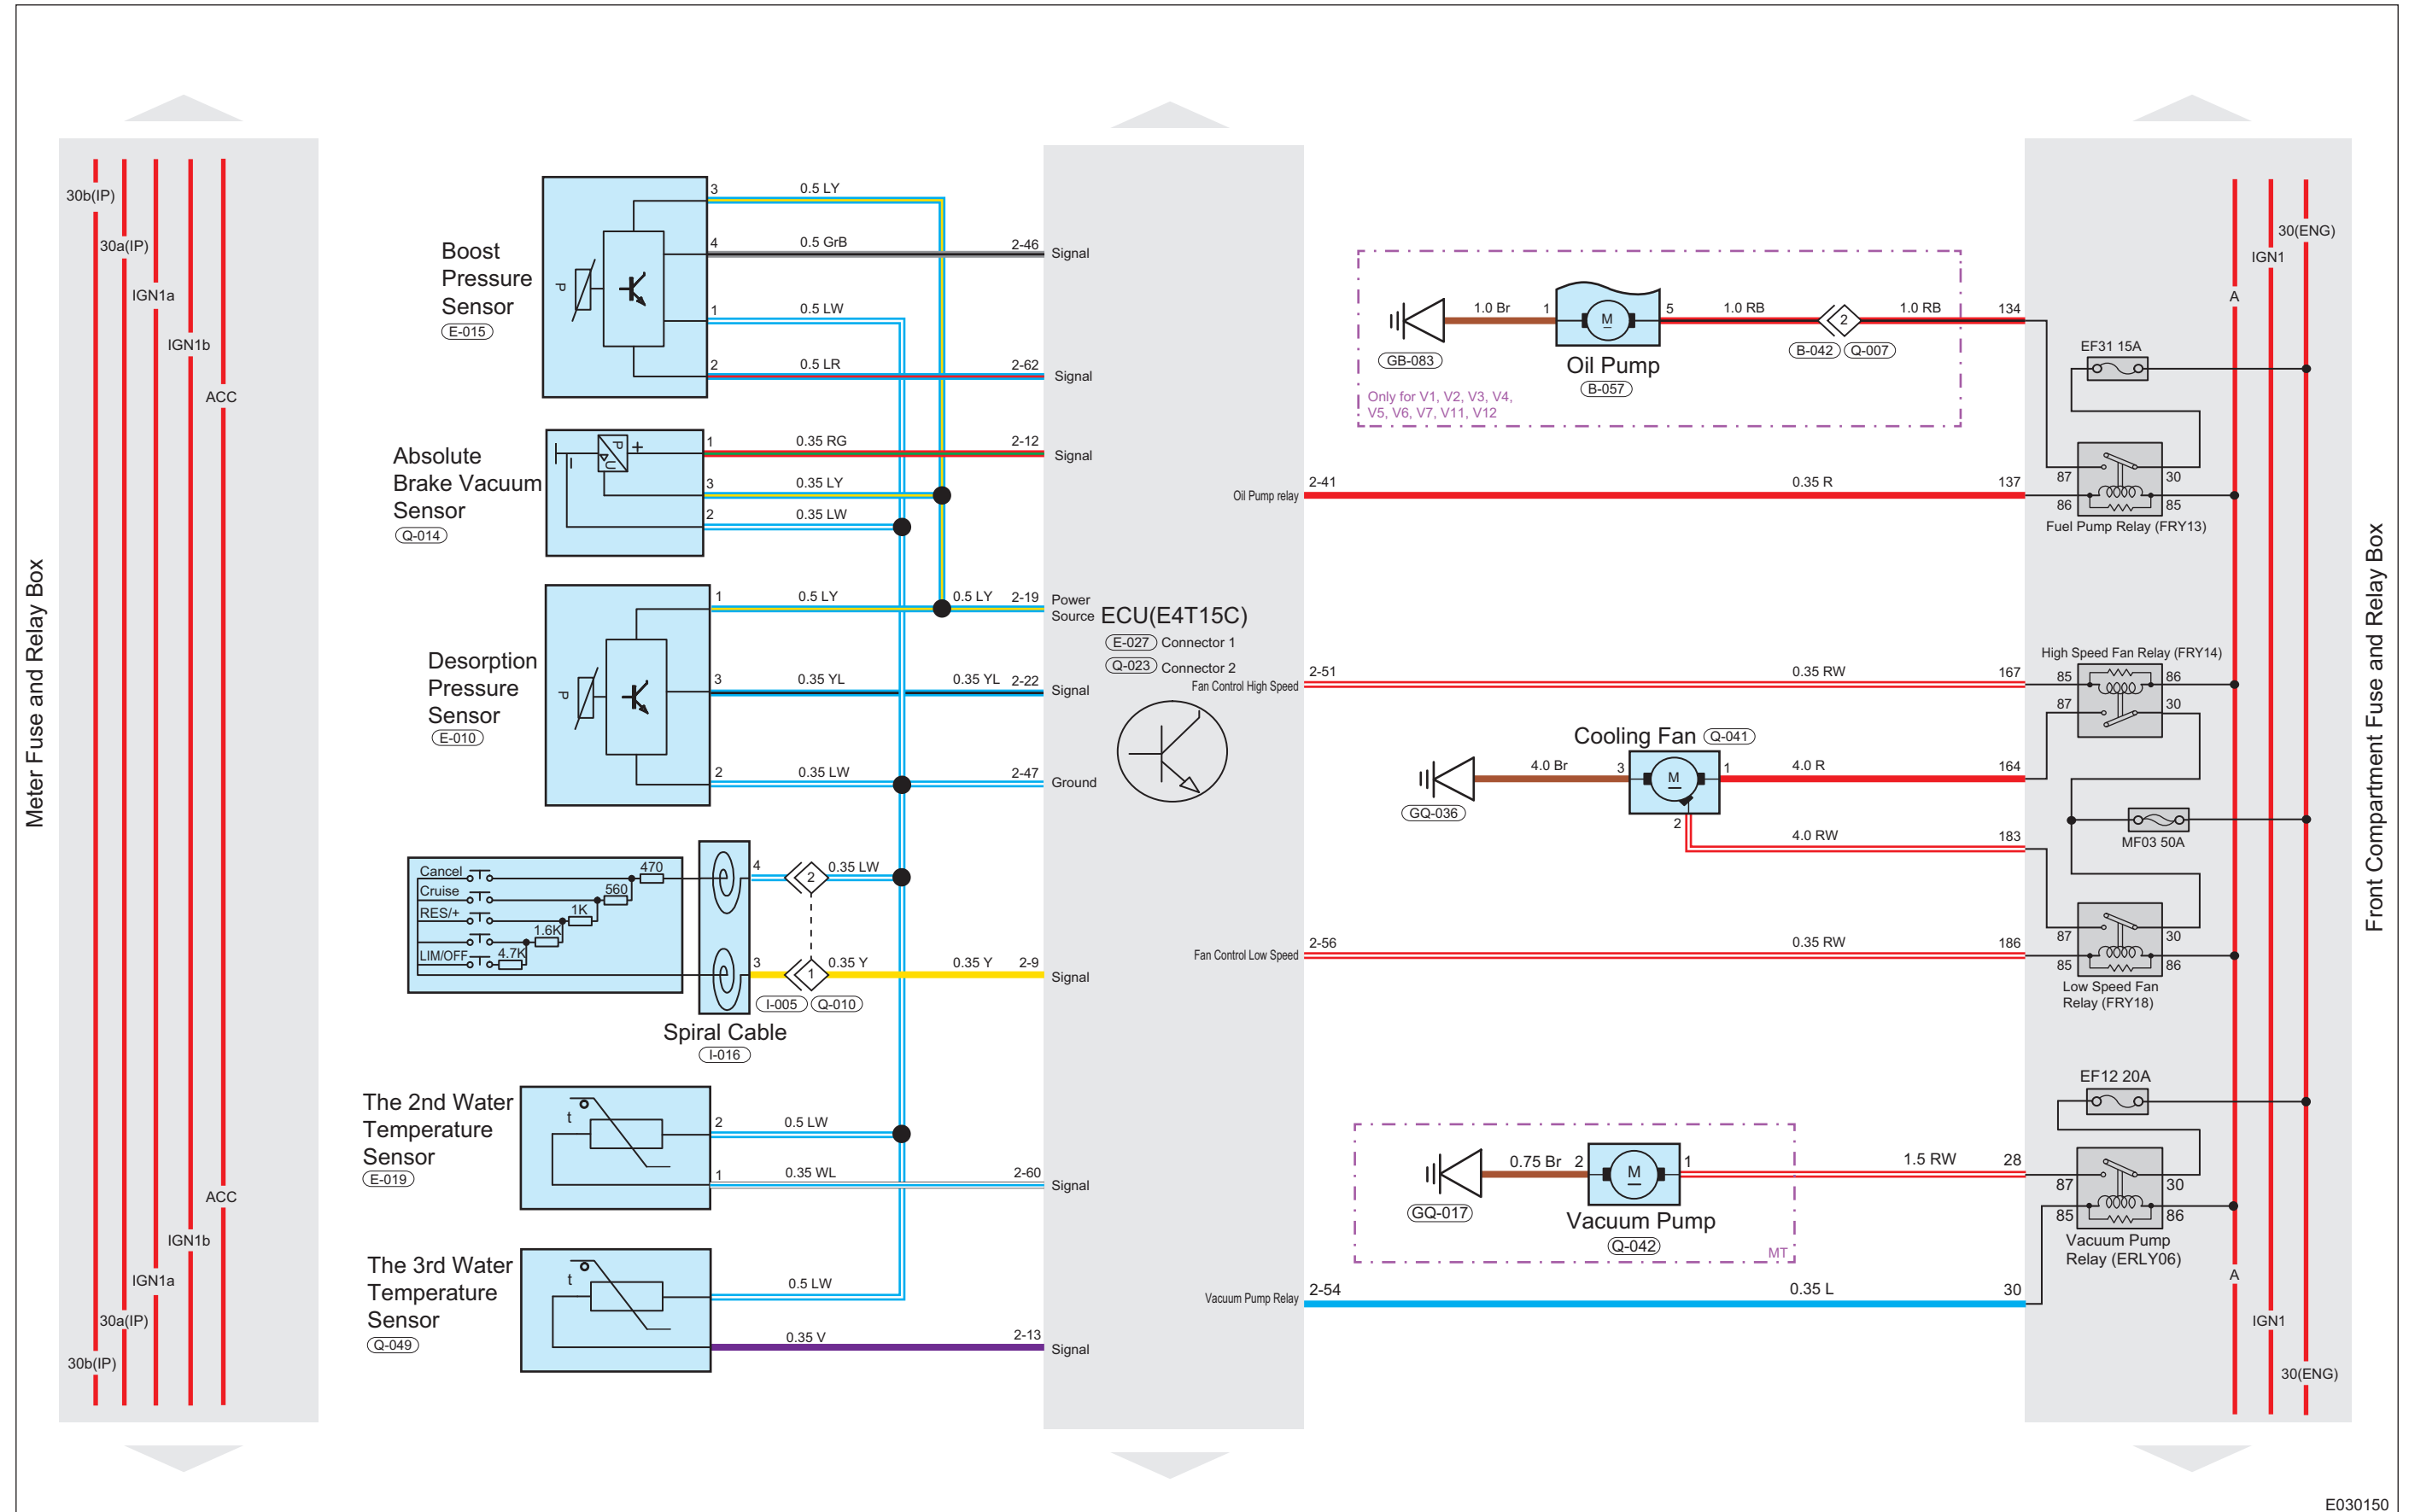 Meter Fuse and Relay Box
30b(IP)
30a(IP)
IGN1a
IGN1b
ACC
ACC
IGN1b
IGN1a
30a(IP)
30b(IP)
Boost
Pressure
Sensor
E-015
P
3
0.5 LY
4
0.5 GrB
2-46
Signal
1
0.5 LW
2
0.5 LR
2-62
Signal
Absolute
Brake Vacuum
Sensor
Q-014
P
U
+
1
0.35 RG
2-12
Signal
3
0.35 LY
2
0.35 LW
Desorption
Pressure
Sensor
E-010
P
1
0.5 LY
0.5 LY
2-19
Power
Source
3
0.35 YL
0.35 YL
2-22
Signal
2
0.35 LW
2-47
Ground
Cancel
Cruise
RES/+
LIM/OFF
470
560
1K
1.6K
4.7K
4
2
0.35 LW
3
1
0.35 Y
0.35 Y
2-9
Signal
I-005
Q-010
Spiral Cable
I-016
The 2nd Water
Temperature
Sensor
E-019
t
2
0.5 LW
1
0.35 WL
2-60
Signal
The 3rd Water
Temperature
Sensor
Q-049
t
0.5 LW
0.35 V
2-13
Signal
ECU(E4T15C)
E-027 Connector 1
Q-023 Connector 2
Oil Pump relay
Fan Control High Speed
Fan Control Low Speed
Vacuum Pump Relay
GB-083
1.0 Br
1
M
5
1.0 RB
2
1.0 RB
134
Oil Pump
B-057
B-042
Q-007
Only for V1, V2, V3, V4,
V5, V6, V7, V11, V12
2-41
0.35 R
137
2-51
0.35 RW
167
Cooling Fan
Q-041
GQ-036
4.0 Br
3
M
1
4.0 R
164
2
4.0 RW
183
2-56
0.35 RW
186
GQ-017
0.75 Br
2
M
1
1.5 RW
28
Vacuum Pump
Q-042
MT
2-54
0.35 L
30
30(ENG)
IGN1
A
EF31 15A
87
30
86
85
Fuel Pump Relay (FRY13)
High Speed Fan Relay (FRY14)
85
86
87
30
MF03 50A
87
30
85
86
Low Speed Fan
Relay (FRY18)
EF12 20A
87
30
85
86
Vacuum Pump
Relay (ERLY06)
A
IGN1
30(ENG)
Front Compartment Fuse and Relay Box
E030150